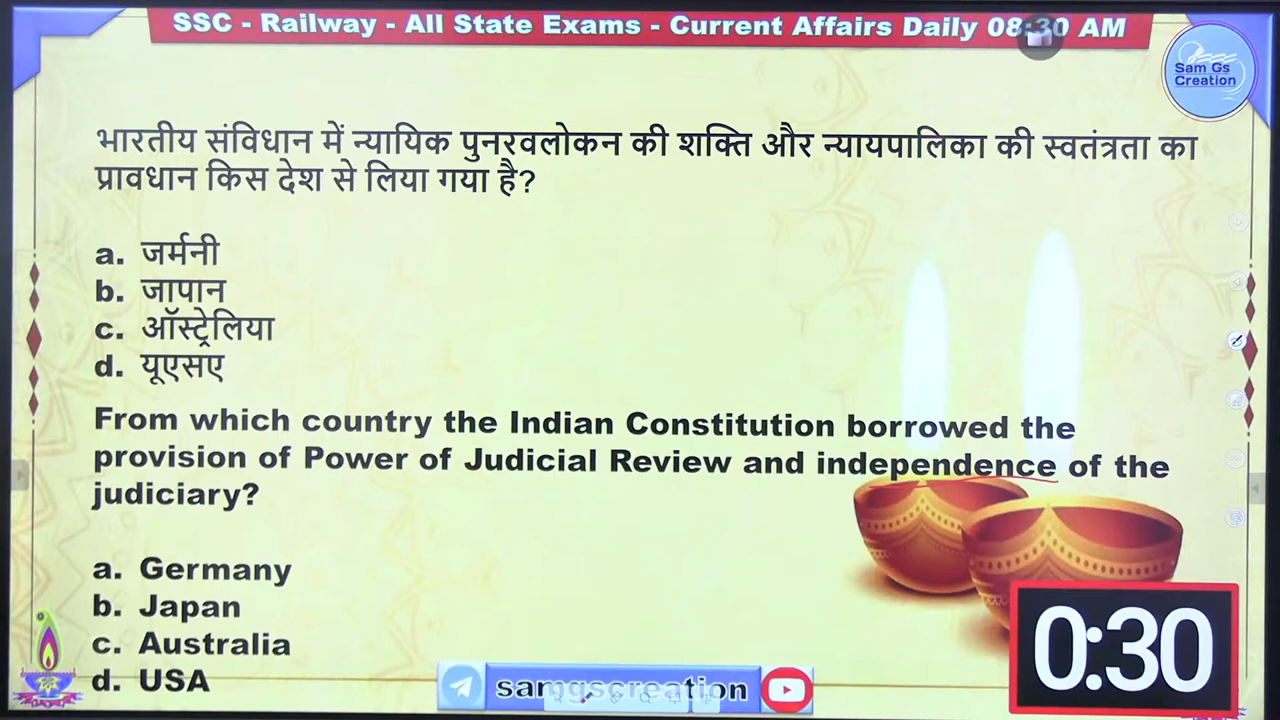 SSC - Railway - All State Exams - Current Affairs Daily 08:30 AM
Sam Gs
Creation
भारतीय संविधान में न्यायिक पुनरवलोकन की शक्ति और न्यायपालिका की स्वतंत्रता का
प्रावधान किस देश से लिया गया है?
a. जर्मनी
b. जापान
c. ऑस्ट्रेलिया
d. यूएसए
From which country the Indian Constitution borrowed the
provision of Power of Judicial Review and independence of the
judiciary?
a. Germany
b. Japan
c. Australia
d. USA
samgscreation
0:30